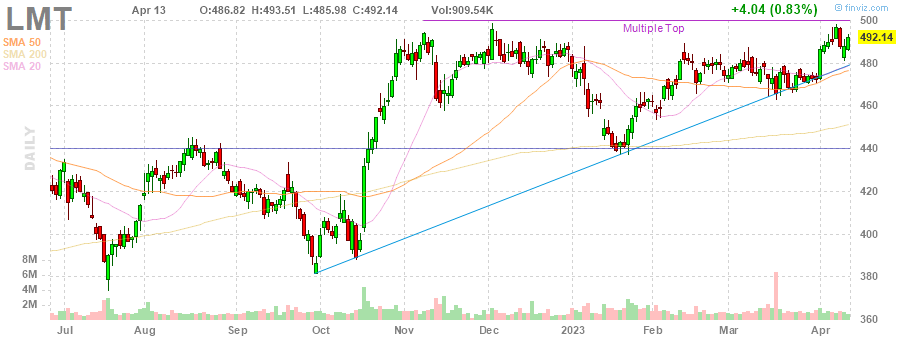 LMT
Apr 13 O:486.82 H:493.51 L:485.98 C:492.14 Vol:909.54K +4.04 (0.83%)
© finviz.com
SMA 50
SMA 200
SMA 20
Multiple Top
DAILY
500
492.14
480
460
440
420
400
380
360
8M
6M
4M
2M
Jul Aug Sep Oct Nov Dec 2023 Feb Mar Apr